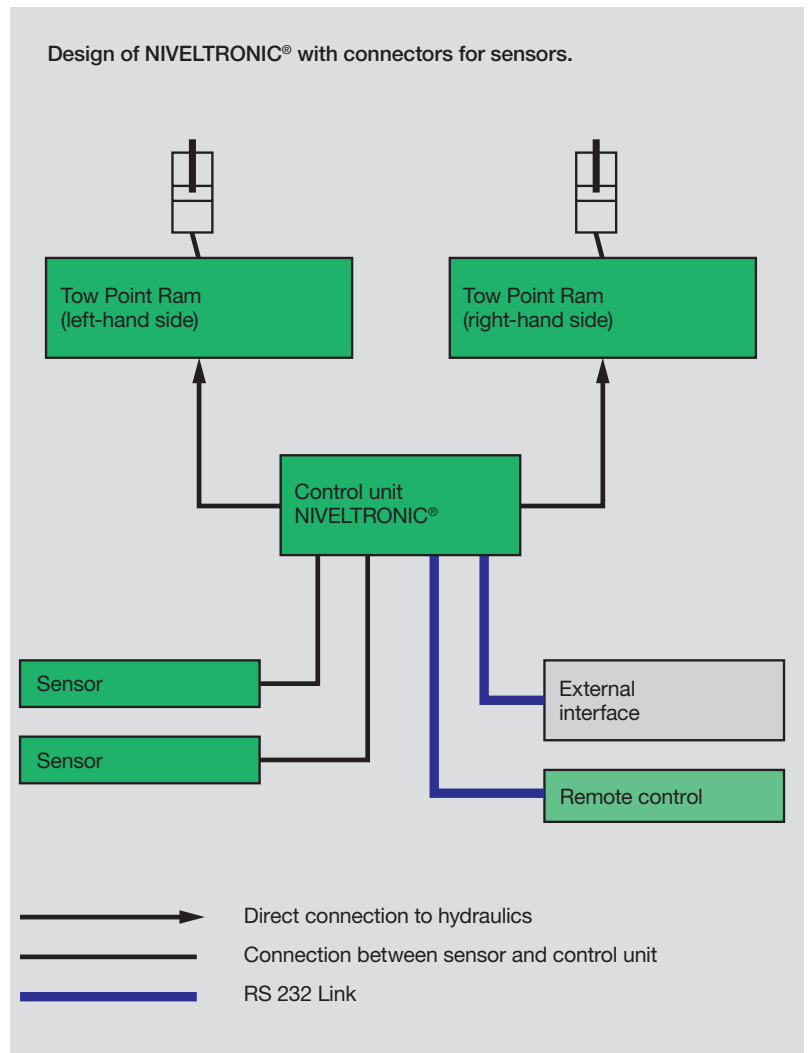 Design of NIVELTRONIC® with connectors for sensors.
Tow Point Ram
(left-hand side)
Tow Point Ram
(right-hand side)
Control unit
NIVELTRONIC®
Sensor
Sensor
External
interface
Remote control
Direct connection to hydraulics
Connection between sensor and control unit
RS 232 Link